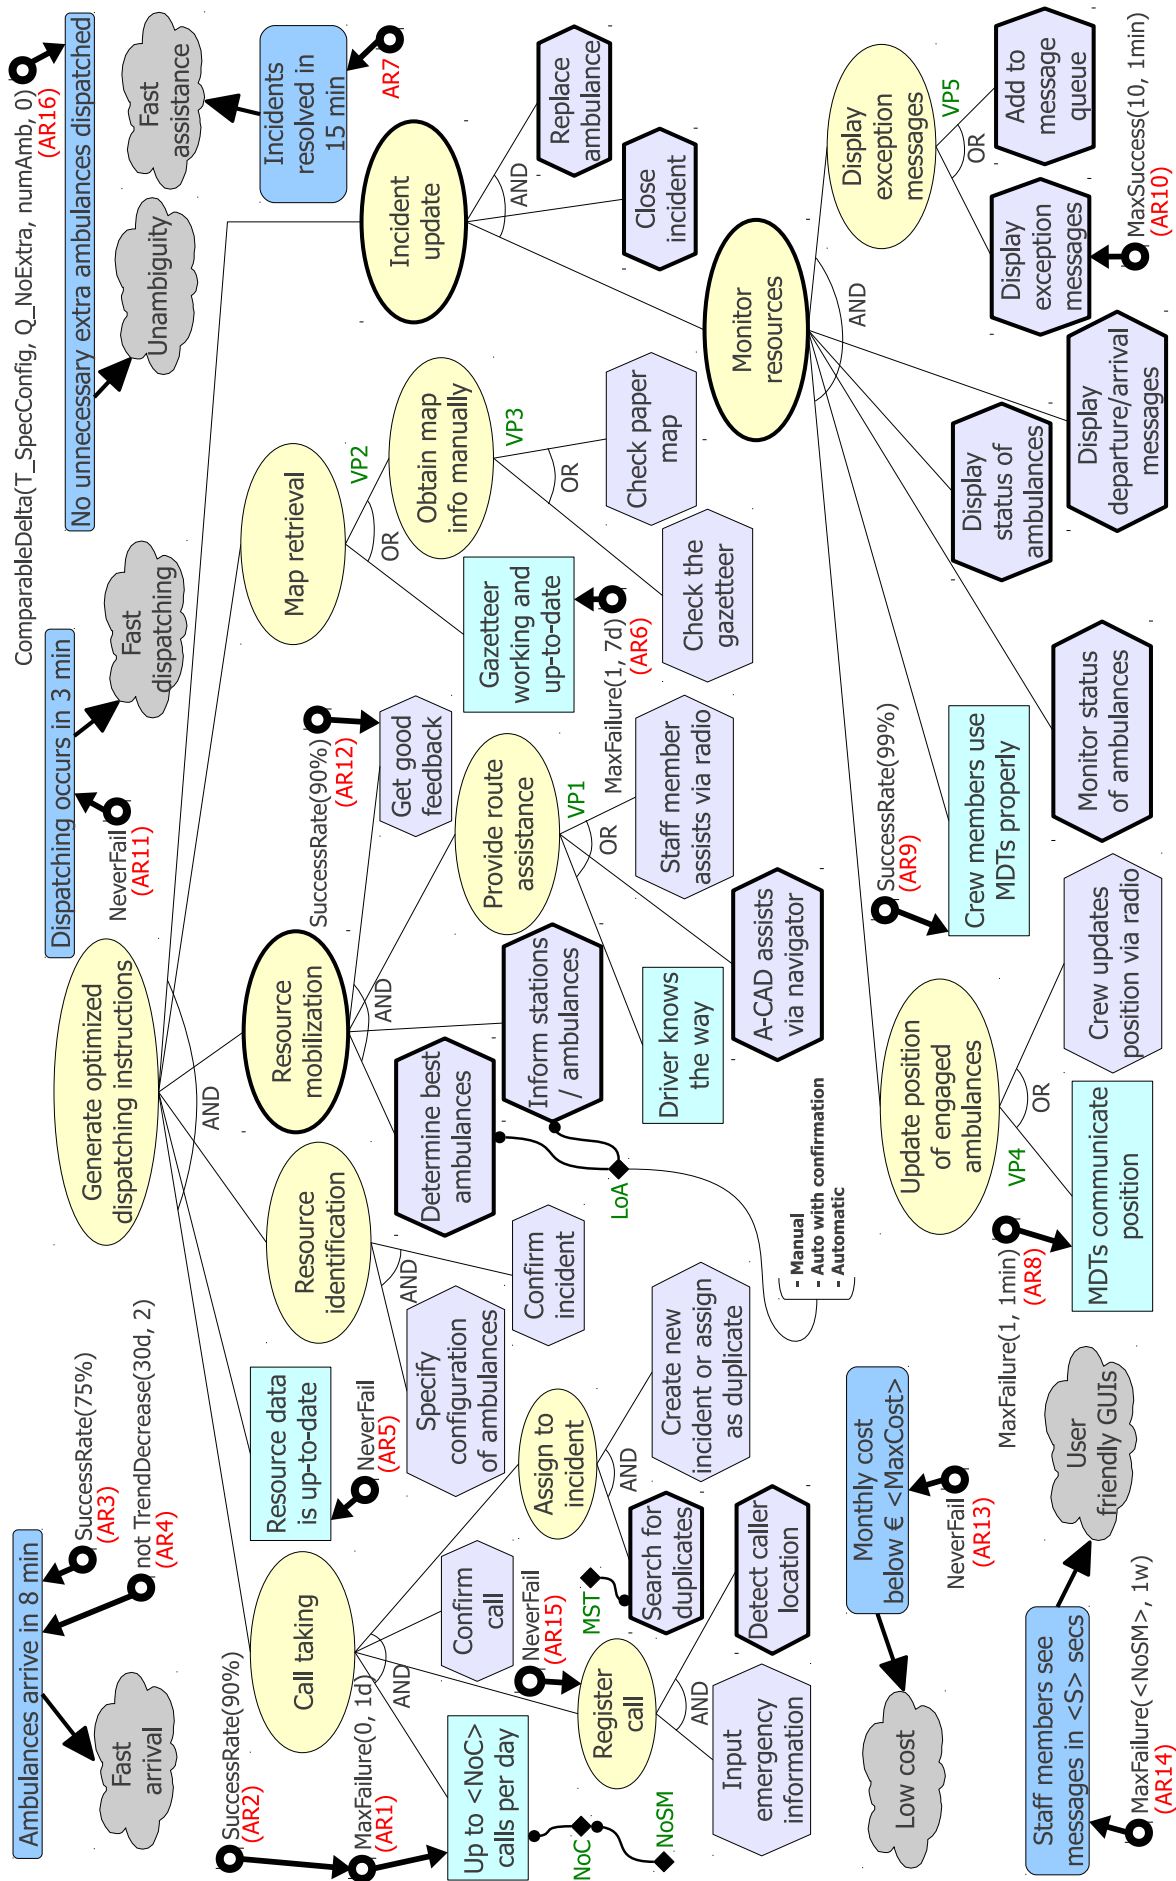 Ambulances arrive in 8 min
SuccessRate(75%)
(AR3)
not TrendDecrease(30d, 2)
(AR4)
Fast
arrival
Dispatching occurs in 3 min
NeverFail
(AR11)
Fast
dispatching
ComparableDelta(T_SpecConfig, Q_NoExtra, numAmb, 0)
(AR16)
No unnecessary extra ambulances dispatched
Unambiguity
Fast
assistance
Incidents
resolved in
15 min
AR7
Generate optimized
dispatching instructions
AND
SuccessRate(90%)
(AR2)
MaxFailure(0, 1d)
(AR1)
Call taking
AND
Resource data
is up-to-date
NeverFail
(AR5)
Resource
identification
AND
Resource
mobilization
AND
SuccessRate(90%)
(AR12)
Get good
feedback
Map retrieval
VP2
OR
Incident
update
AND
Up to <NoC>
calls per day
NoC
NoSM
Confirm
call
NeverFail
(AR15)
Register
call
AND
Input
emergency
information
Detect caller
location
Assign to
incident
AND
MST
Search for
duplicates
Create new
incident or assign
as duplicate
Specify
configuration
of ambulances
Confirm
incident
Determine best
ambulances
Inform stations
/ ambulances
LoA
- Manual
- Auto with confirmation
- Automatic
Provide route
assistance
VP1
OR
Driver knows
the way
A-CAD assists
via navigator
Staff member
assists via radio
Gazetteer
working and
up-to-date
MaxFailure(1, 7d)
(AR6)
Obtain map
info manually
VP3
OR
Check the
gazetteer
Check paper
map
Replace
ambulance
Close
incident
Monitor
resources
AND
Update position
of engaged
ambulances
VP4
OR
MaxFailure(1, 1min)
(AR8)
MDTs communicate
position
Crew updates
position via radio
SuccessRate(99%)
(AR9)
Crew members use
MDTs properly
Monitor status
of ambulances
Display
status of
ambulances
Display
departure/arrival
messages
Display
exception
messages
VP5
OR
Display
exception
messages
Add to
message
queue
MaxSuccess(10, 1min)
(AR10)
Low cost
Monthly cost
below € <MaxCost>
NeverFail
(AR13)
Staff members see
messages in <S> secs
MaxFailure(<NoSM>, 1w)
(AR14)
User
friendly GUIs